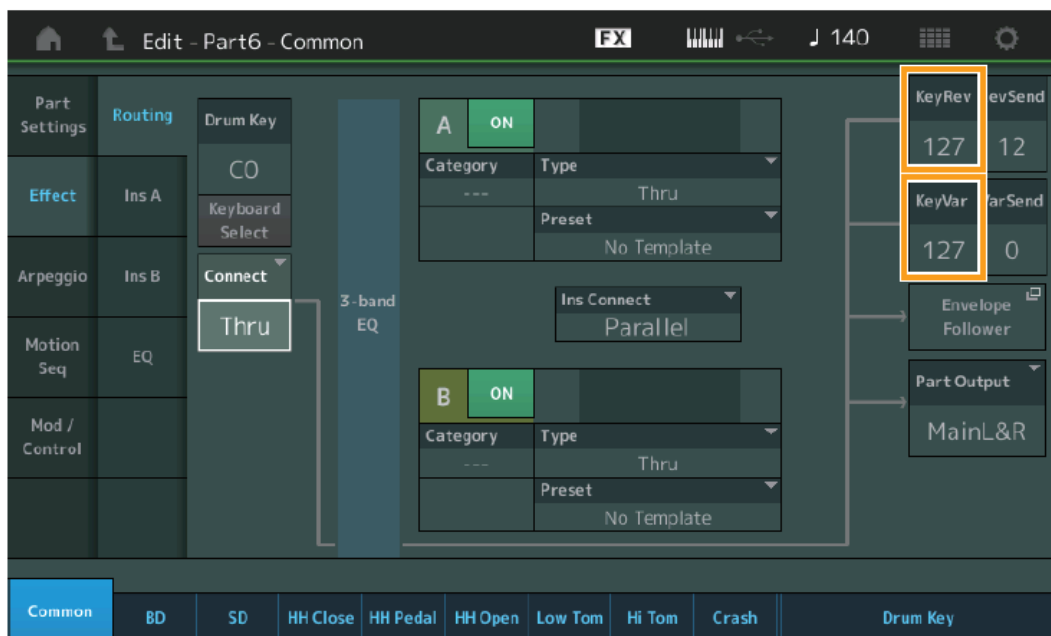 Edit - Part6 - Common
FX
♩ 140
Part
Settings
Effect
Arpeggio
Motion
Seq
Mod /
Control
Routing
Ins A
Ins B
EQ
Drum Key
C0
Keyboard
Select
Connect
Thru
3-band
EQ
A ON
Category Type
--- Thru
Preset
No Template
Ins Connect
Parallel
B ON
Category Type
--- Thru
Preset
No Template
KeyRev evSend
127 12
KeyVar VarSend
127 0
Envelope
Follower
Part Output
MainL&R
Common BD SD HH Close HH Pedal HH Open Low Tom Hi Tom Crash Drum Key